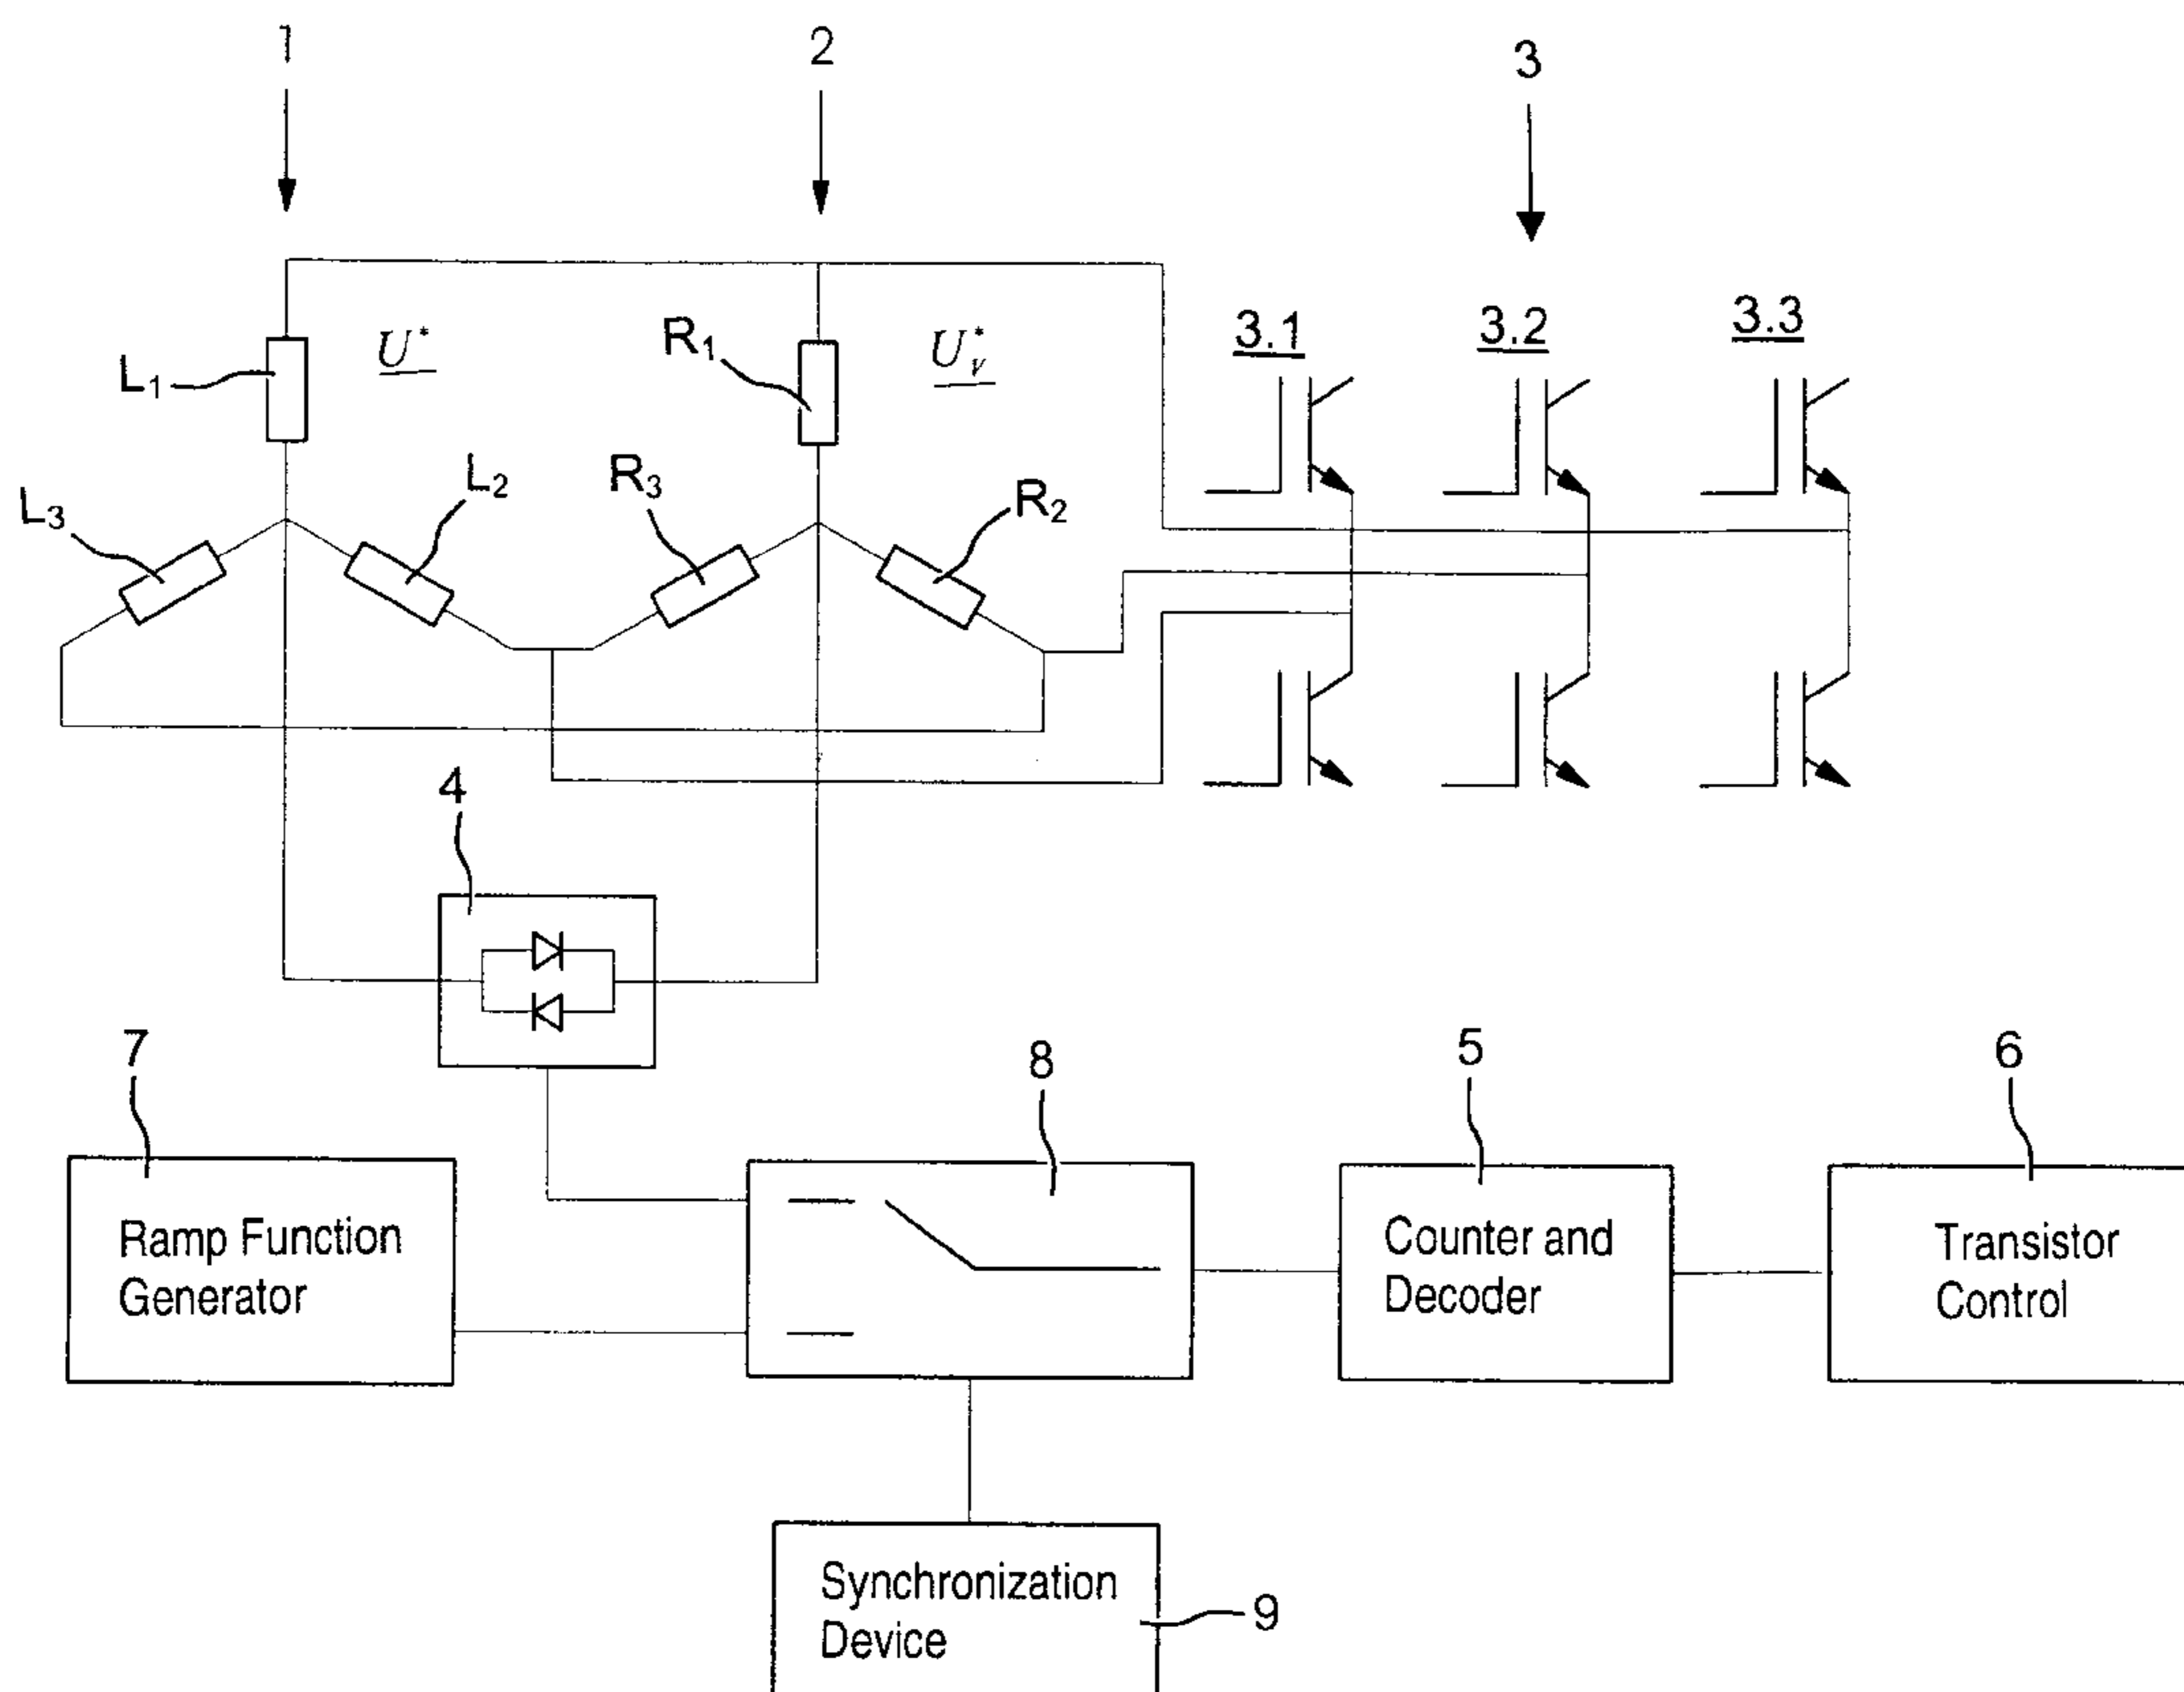 1
2
3
L1
U*
R1
Uv*
3.1
3.2
3.3
L3
L2
R3
R2
4
7
8
5
6
Ramp Function
Generator
Counter and
Decoder
Transistor
Control
Synchronization
Device
9